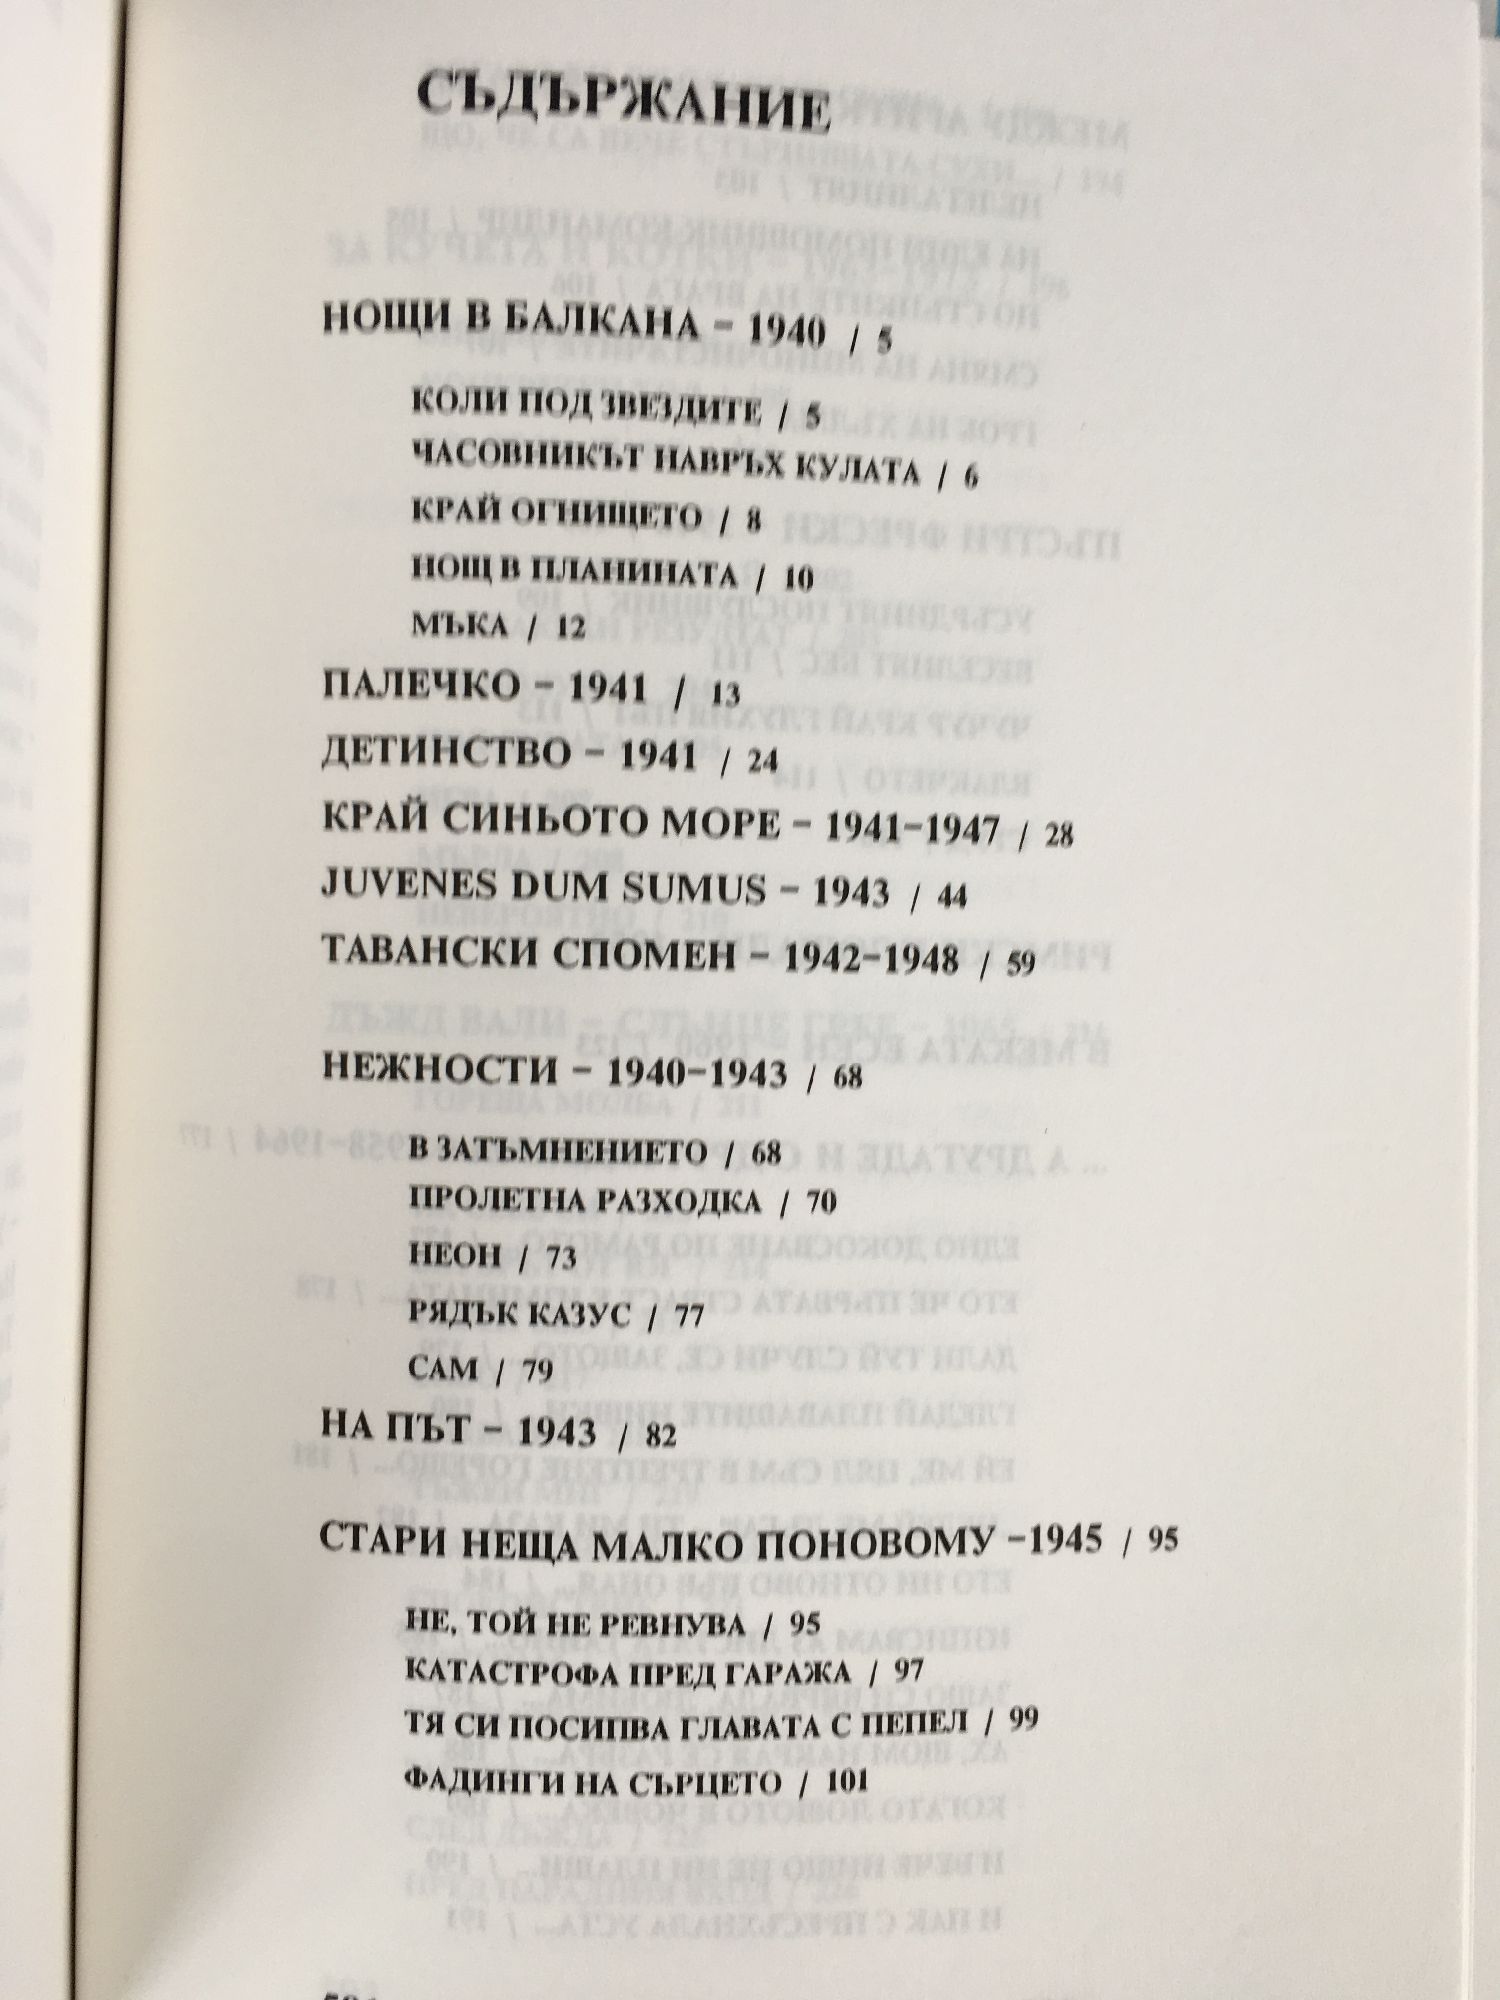 СЪДЪРЖАНИЕ
НОЩИ В БАЛКАНА – 1940 / 5
КОЛИ ПОД ЗВЕЗДИТЕ / 5
ЧАСОВНИКЪТ НАВРЪХ КУЛАТА / 6
КРАЙ ОГНИЩЕТО / 8
НОЩ В ПЛАНИНАТА / 10
МЪКА / 12
ПАЛЕЧКО – 1941 / 13
ДЕТИНСТВО – 1941 / 24
КРАЙ СИНЬОТО МОРЕ – 1941–1947 / 28
JUVENES DUM SUMUS – 1943 / 44
ТАВАНСКИ СПОМЕН – 1942–1948 / 59
НЕЖНОСТИ – 1940–1943 / 68
В ЗАТЪМНЕНИЕТО / 68
ПРОЛЕТНА РАЗХОДКА / 70
НЕОН / 73
РЯДЪК КАЗУС / 77
САМ / 79
НА ПЪТ – 1943 / 82
СТАРИ НЕЩА МАЛКО ПОНОВОМУ –1945 / 95
НЕ, ТОЙ НЕ РЕВНУВА / 95
КАТАСТРОФА ПРЕД ГАРАЖА / 97
ТЯ СИ ПОСИПВА ГЛАВАТА С ПЕПЕЛ / 99
ФАДИНГИ НА СЪРЦЕТО / 101